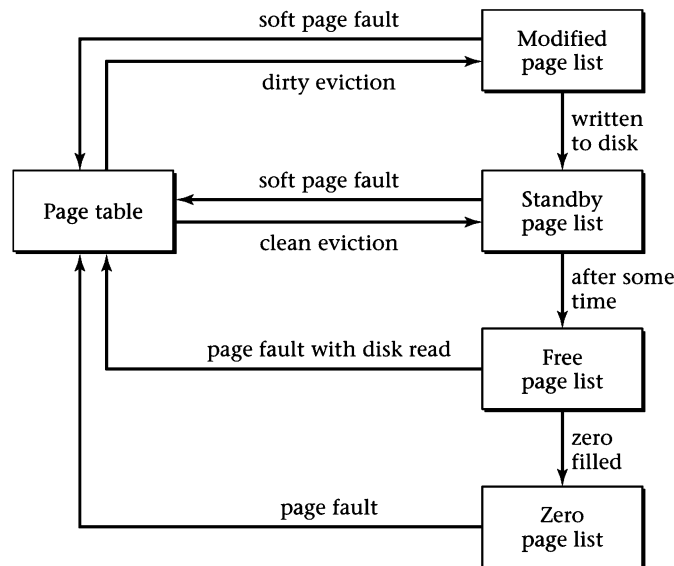 soft page fault
Modified
page list
dirty eviction
written
to disk
Page table
soft page fault
Standby
page list
clean eviction
after some
time
page fault with disk read
Free
page list
zero
filled
page fault
Zero
page list